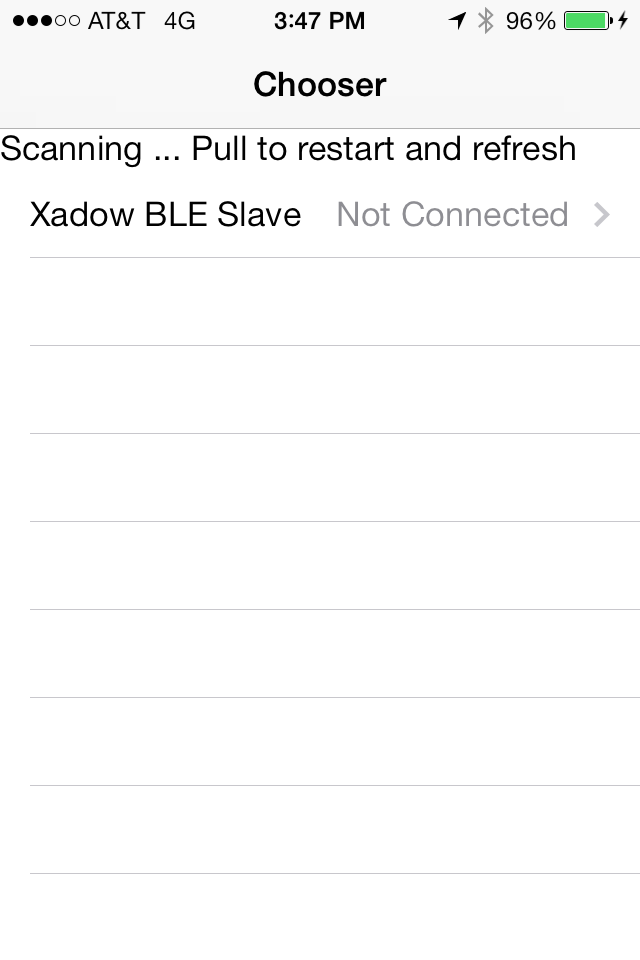 AT&T 4G 3:47 PM 96%
Chooser
Scanning ... Pull to restart and refresh
Xadow BLE Slave Not Connected